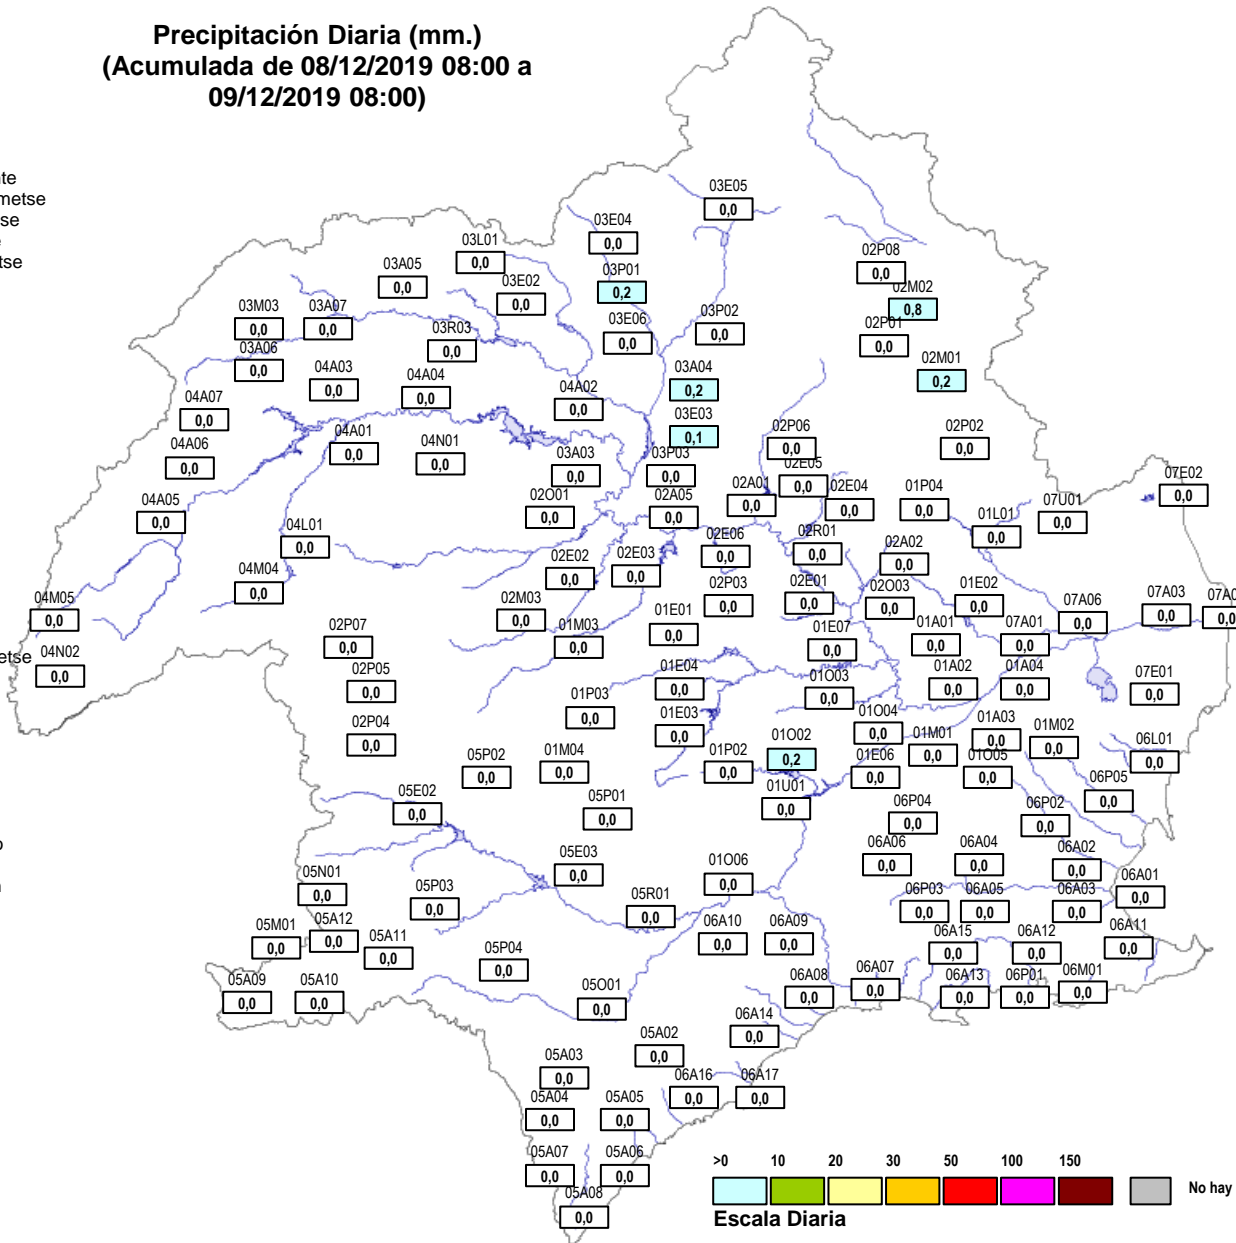 Precipitación Diaria (mm.)
(Acumulada de 08/12/2019 08:00 a
09/12/2019 08:00)
03E05
0,0
03E04
0,0
03L01
0,0
02P08
0,0
03A05
0,0
03P01
0,2
03E02
0,0
02M02
0,8
03M03
0,0
03A07
0,0
03E06
0,0
03P02
0,0
03R03
0,0
02P01
0,0
03A06
0,0
02M01
0,2
04A03
0,0
04A04
0,0
03A04
0,2
04A02
0,0
04A07
0,0
03E03
0,1
04A01
0,0
02P06
0,0
02P02
0,0
04N01
0,0
04A06
0,0
03A03
0,0
03P03
0,0
02E05
0,0
07E02
0,0
02A01
0,0
02E04
0,0
01P04
0,0
04A05
0,0
02O01
0,0
02A05
0,0
07U01
0,0
01L01
0,0
04L01
0,0
02E06
0,0
02R01
0,0
02A02
0,0
02E02
0,0
02E03
0,0
04M04
0,0
02P03
0,0
02E01
0,0
02O03
0,0
01E02
0,0
04M05
0,0
02M03
0,0
07A06
0,0
07A03
0,0
07A0
0,0
01E01
0,0
01M03
0,0
02P07
0,0
01E07
0,0
01A01
0,0
07A01
0,0
etse
04N02
0,0
02P05
0,0
01E04
0,0
01O03
0,0
01A02
0,0
01A04
0,0
07E01
0,0
01P03
0,0
02P04
0,0
01E03
0,0
01O04
0,0
01A03
0,0
01M02
0,0
01M01
0,0
01O02
0,2
06L01
0,0
05P02
0,0
01M04
0,0
01P02
0,0
01E06
0,0
01O05
0,0
05E02
0,0
05P01
0,0
01U01
0,0
06P05
0,0
06P04
0,0
06P02
0,0
05E03
0,0
06A06
0,0
06A04
0,0
06A02
0,0
05N01
0,0
01O06
0,0
06A01
0,0
05P03
0,0
05R01
0,0
06P03
0,0
06A05
0,0
06A03
0,0
05M01
0,0
05A12
0,0
05A11
0,0
06A10
0,0
06A09
0,0
06A15
0,0
06A12
0,0
06A11
0,0
05P04
0,0
05A09
0,0
05A10
0,0
05O01
0,0
06A08
0,0
06A07
0,0
06A13
0,0
06P01
0,0
06M01
0,0
06A14
0,0
05A02
0,0
05A03
0,0
06A16
0,0
06A17
0,0
05A04
0,0
05A05
0,0
05A07
0,0
05A06
0,0
05A08
0,0
>0 10 20 30 50 100 150
No hay
Escala Diaria